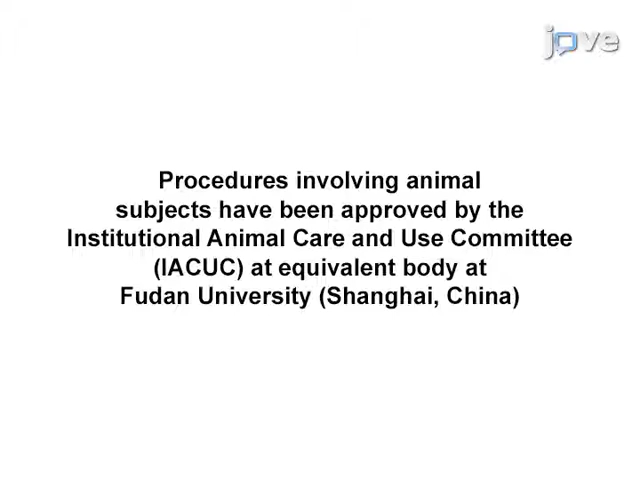 jove
Procedures involving animal
subjects have been approved by the
Institutional Animal Care and Use Committee
(IACUC) at equivalent body at
Fudan University (Shanghai, China)